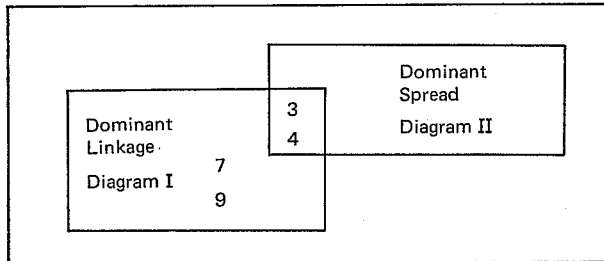 Dominant
Spread
Diagram II
3
4
Dominant
Linkage
Diagram I
7
9